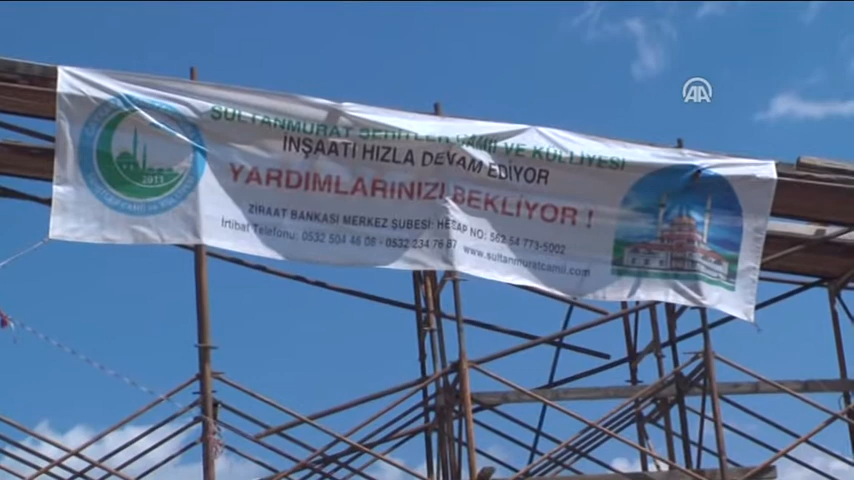 AA
SULTANMURAT ŞEHİTLER CAMİİ VE KÜLLİYESİ
İNŞAATI HIZLA DEVAM EDİYOR
YARDIMLARINIZI BEKLİYOR !
ZİRAAT BANKASI MERKEZ ŞUBESİ: HESAP NO: 562 54 773-5002
İrtibat Telefonu: 0532 504 46 08 - 0532 234 76 87 www.sultanmuratcamii.com
2011